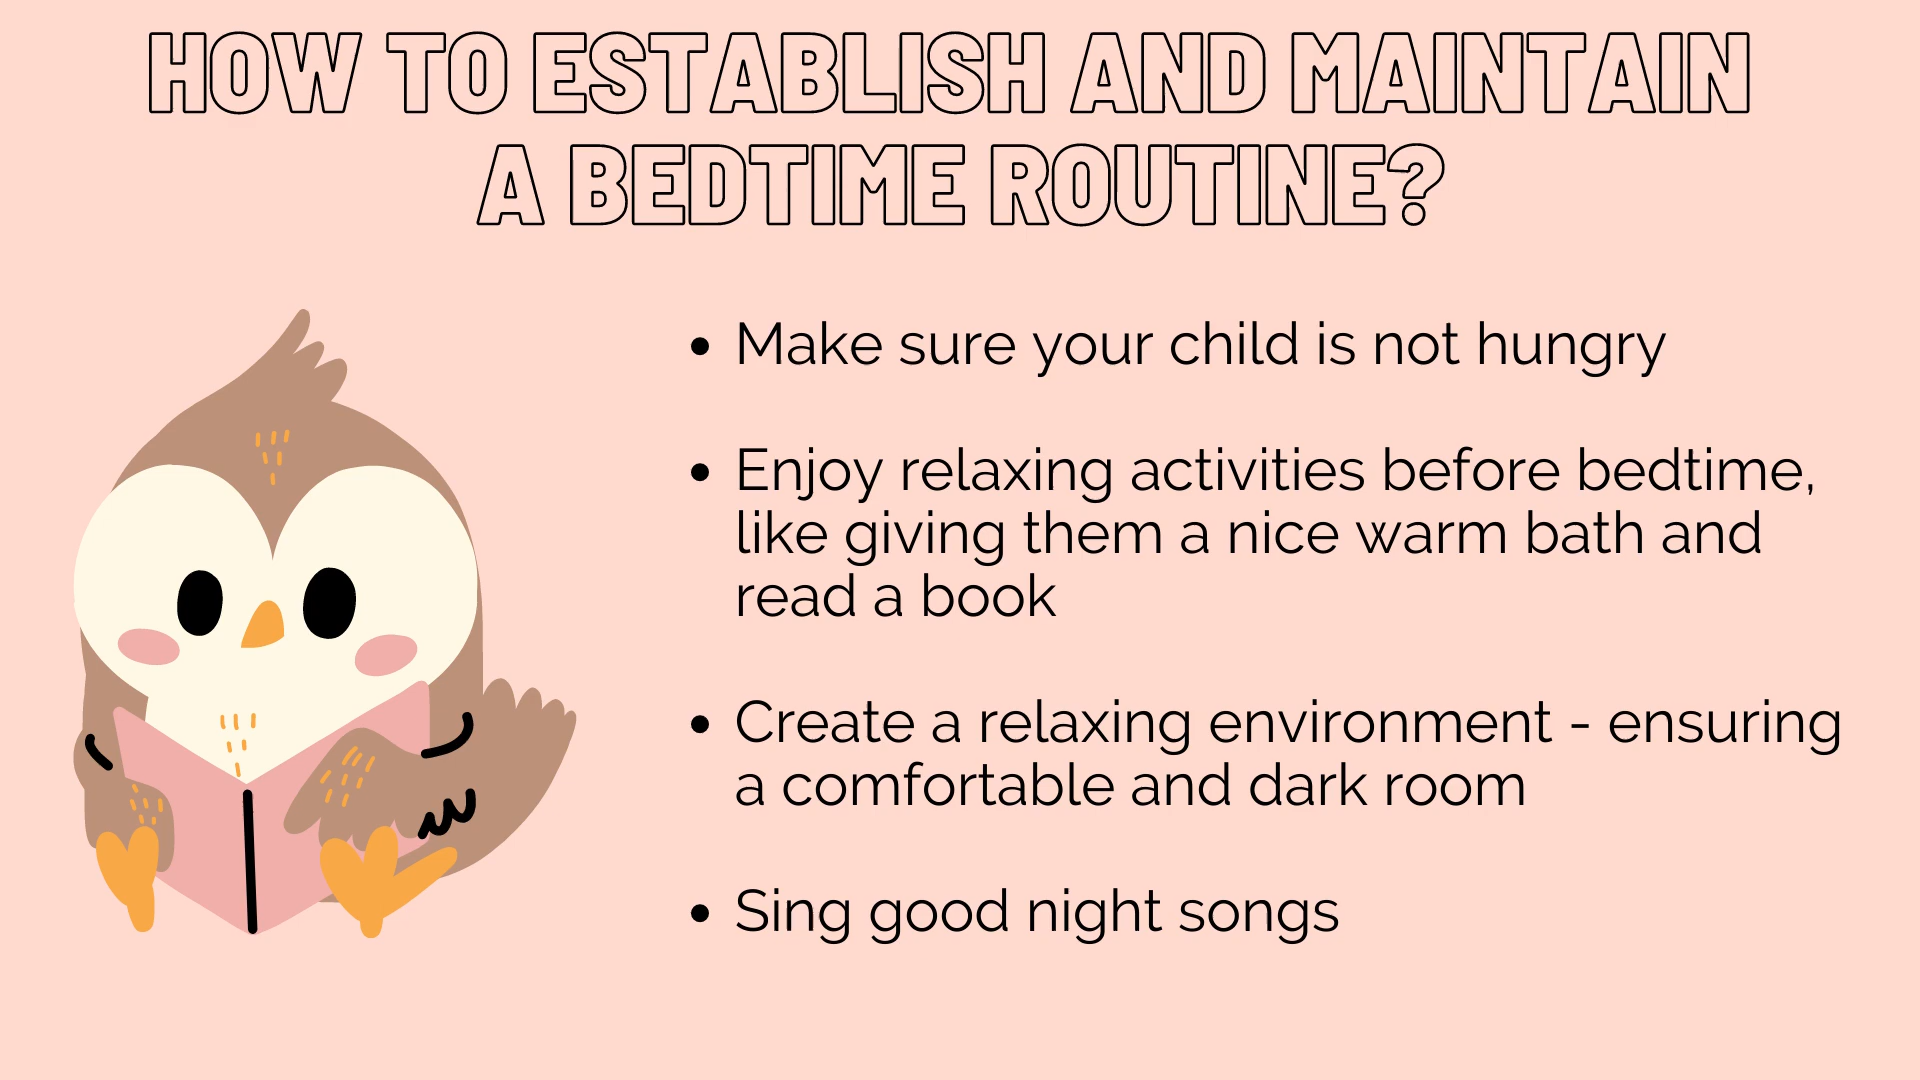 HOW TO ESTABLISH AND MAINTAIN
A BEDTIME ROUTINE?
• Make sure your child is not hungry
• Enjoy relaxing activities before bedtime,
like giving them a nice warm bath and
read a book
• Create a relaxing environment - ensuring
a comfortable and dark room
• Sing good night songs